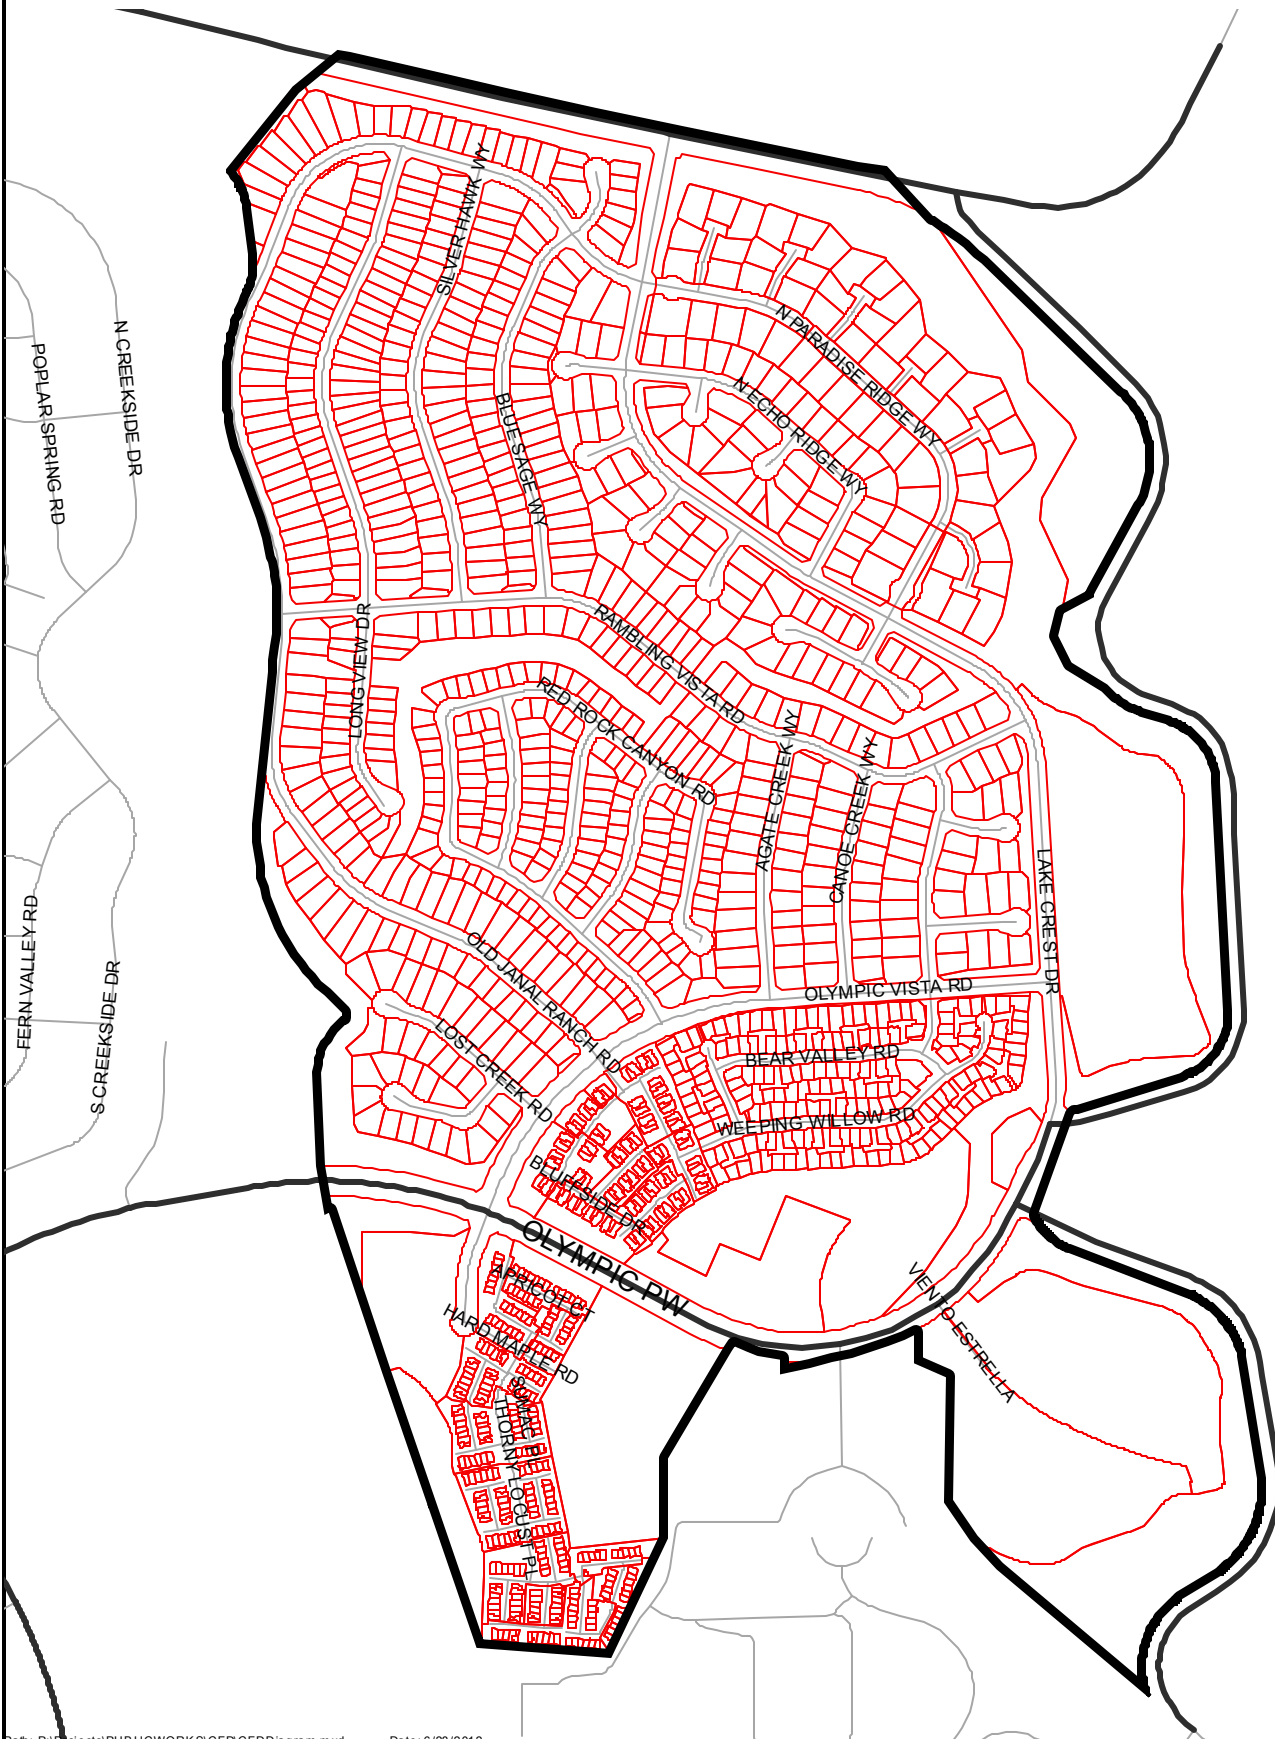 SILVER HAWK WY
N CREEKSIDE DR
POPLAR SPRING RD
N PARADISE RIDGE WY
N ECHO RIDGE WY
BLUE SAGE WY
LONGVIEW DR
RAMBLING VISTA RD
RED ROCK CANYON RD
AGATE CREEK WY
CANOE CREEK WY
LAKE CREST DR
FERN VALLEY RD
S CREEKSIDE DR
OLD JANAL RANCH RD
OLYMPIC VISTA RD
LOST CREEK RD
BEAR VALLEY RD
WEEPING WILLOW RD
BLUFFSIDE DR
OLYMPIC PW
APRICOT CT
HARD MAPLE RD
VIENTO ESTRELLA
SUMAC PL
THORNY LOCUST PL